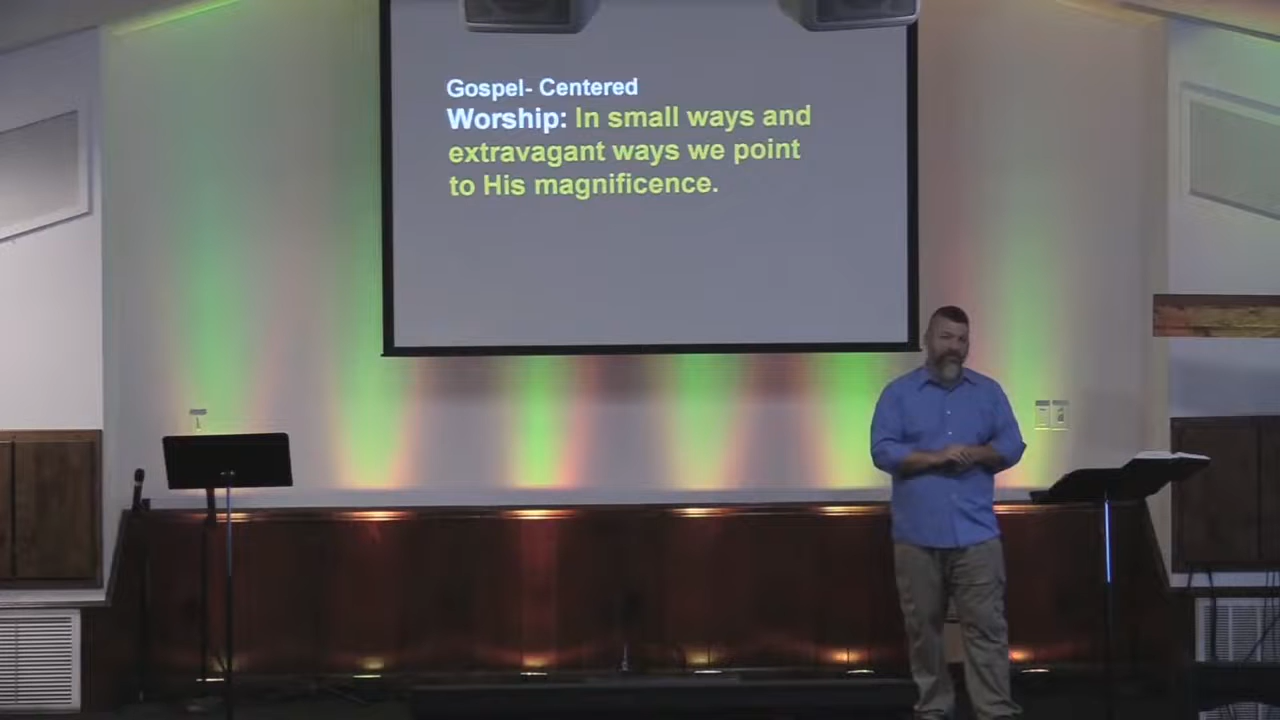 Gospel- Centered
Worship: In small ways and
extravagant ways we point
to His magnificence.